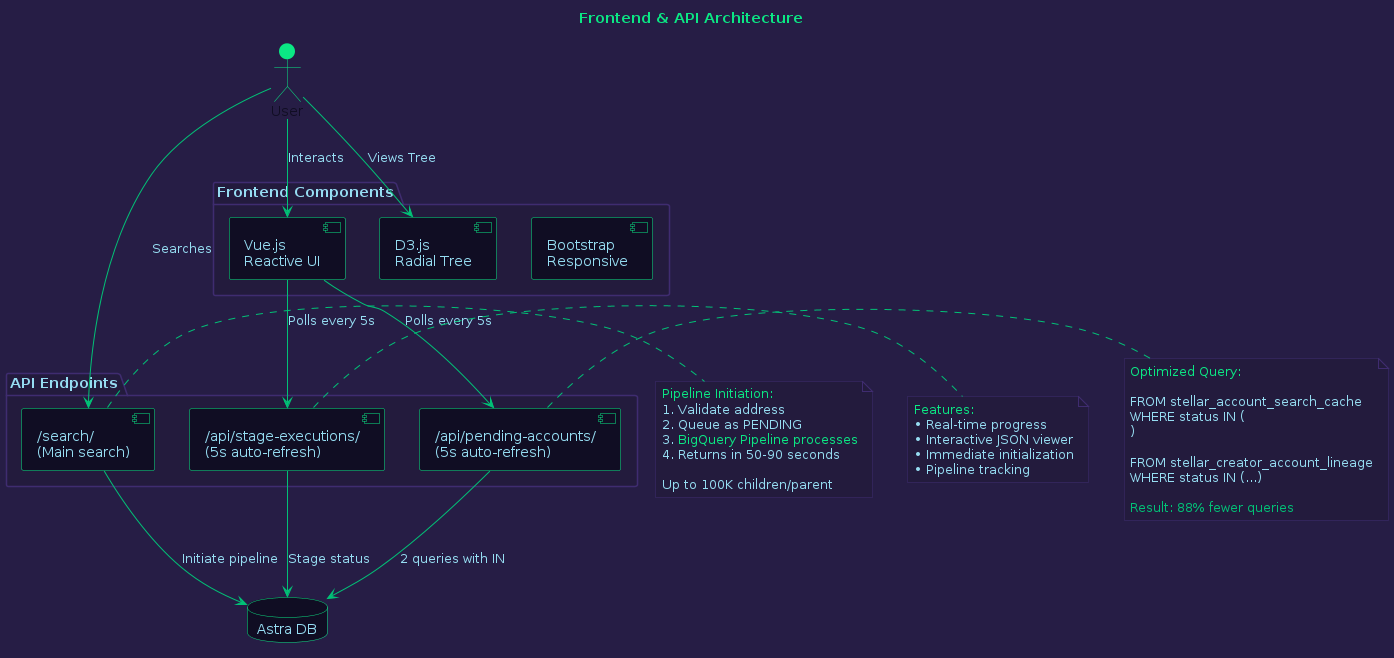 Frontend & API Architecture
User
Interacts
Views Tree
Searches
Frontend Components
Vue.js
Reactive UI
D3.js
Radial Tree
Bootstrap
Responsive
Polls every 5s
Polls every 5s
API Endpoints
/search/
(Main search)
/api/stage-executions/
(5s auto-refresh)
/api/pending-accounts/
(5s auto-refresh)
Pipeline Initiation:
1. Validate address
2. Queue as PENDING
3. BigQuery Pipeline processes
4. Returns in 50-90 seconds
Up to 100K children/parent
Features:
• Real-time progress
• Interactive JSON viewer
• Immediate initialization
• Pipeline tracking
Optimized Query:
FROM stellar_account_search_cache
WHERE status IN (
)
FROM stellar_creator_account_lineage
WHERE status IN (...)
Result: 88% fewer queries
Initiate pipeline
Stage status
2 queries with IN
Astra DB